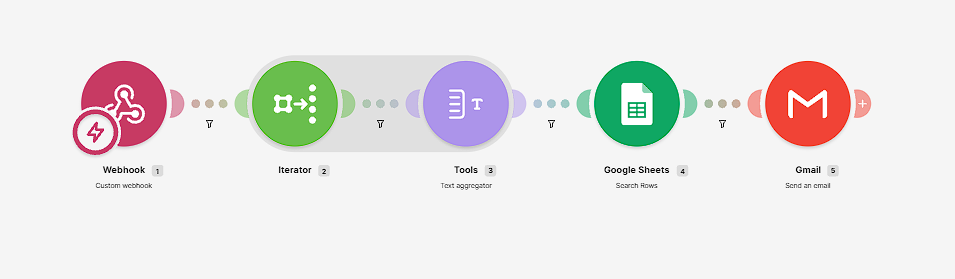 Webhook 1
Custom webhook
Iterator 2
T
Tools 3
Text aggregator
Google Sheets 4
Search Rows
Gmail 5
Send an email